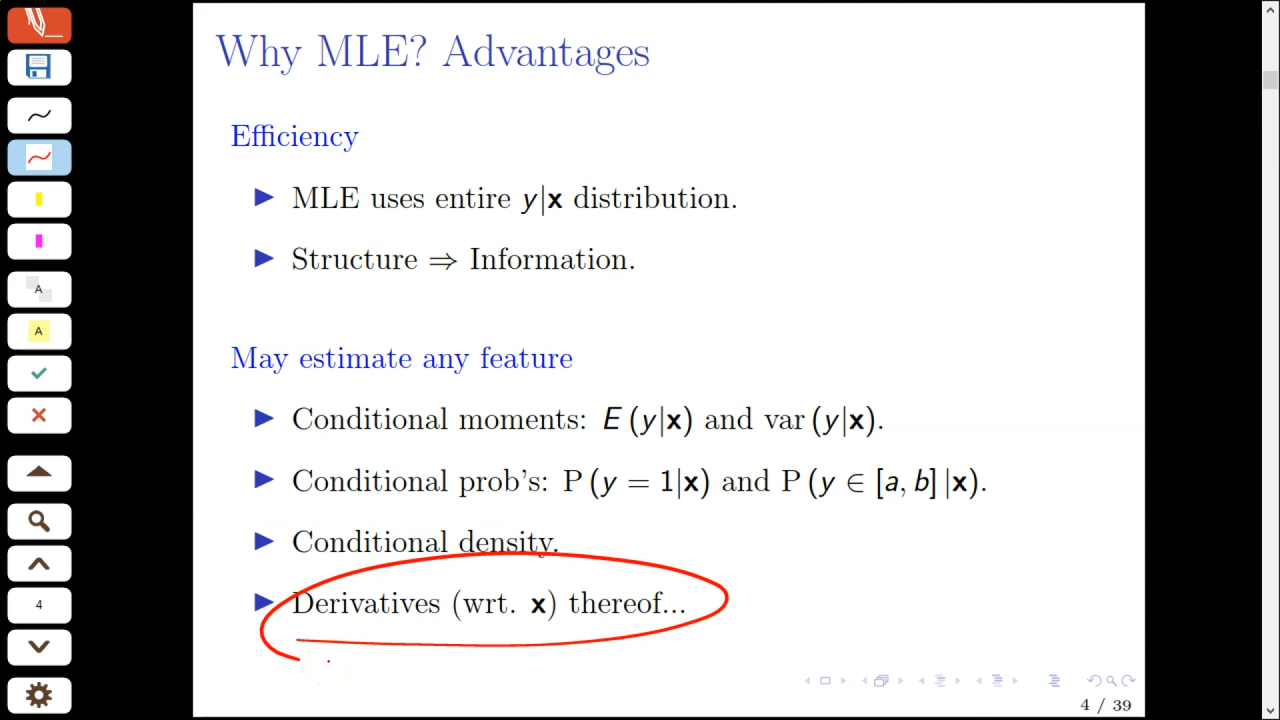 Why MLE? Advantages
Efficiency
▶ MLE uses entire y|x distribution.
▶ Structure ⇒ Information.
May estimate any feature
▶ Conditional moments: E (y|x) and var (y|x).
▶ Conditional prob's: P (y = 1|x) and P (y ∈ [a, b] |x).
▶ Conditional density.
▶ Derivatives (wrt. x) thereof...
4 / 39
A
A
4